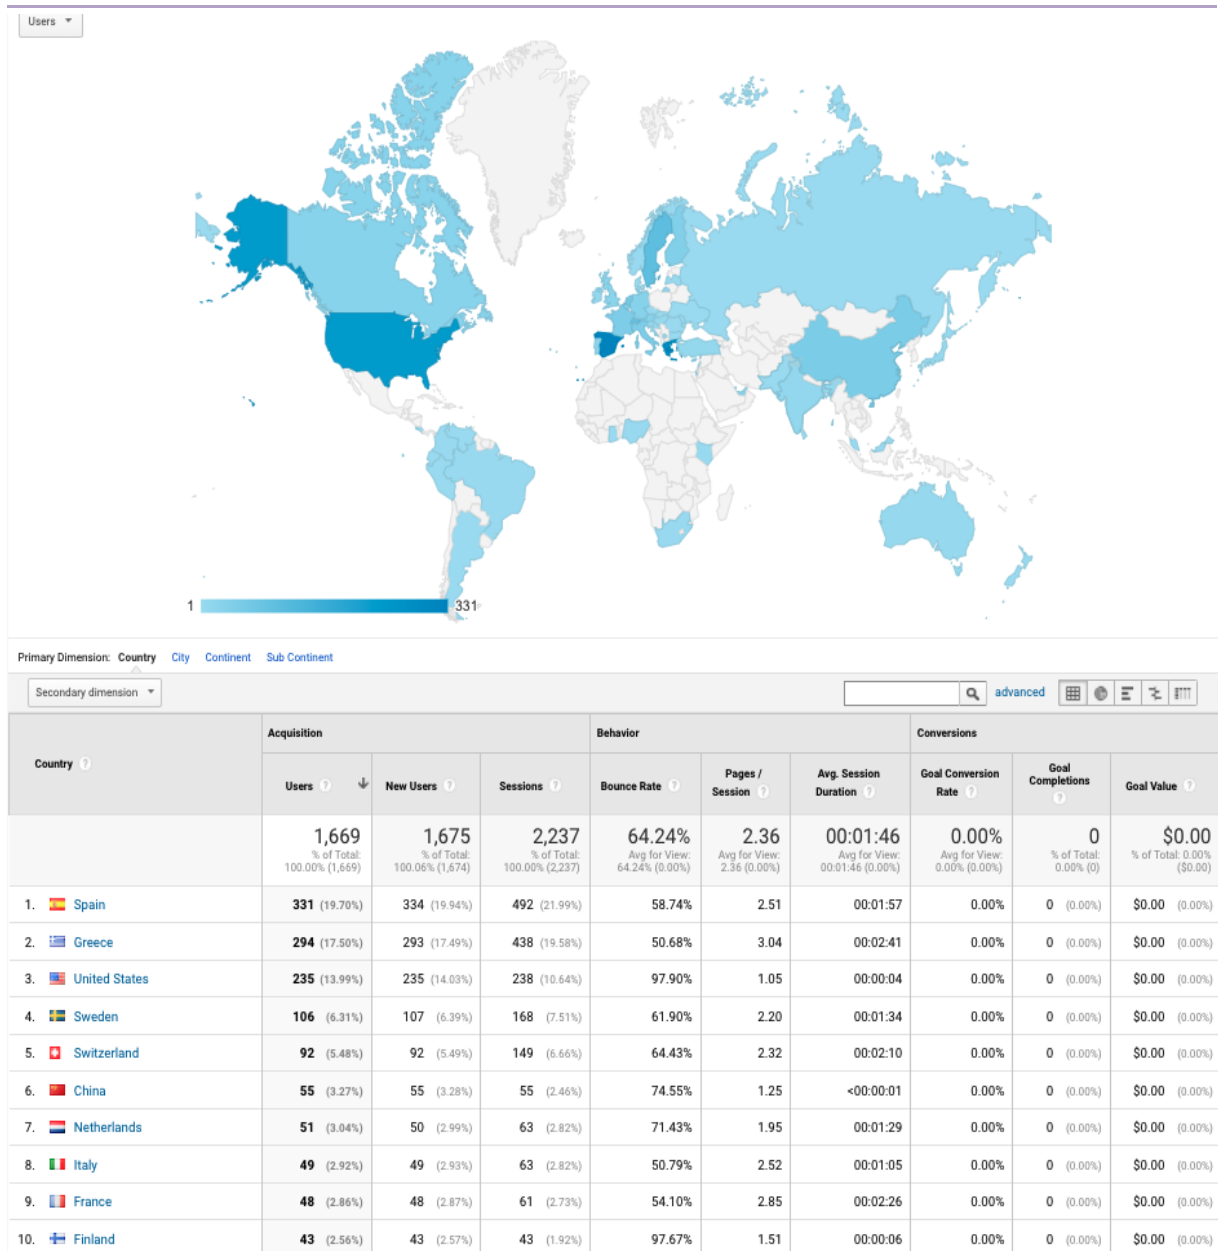 Users
1 331
Primary Dimension: Country City Continent Sub Continent
Secondary dimension advanced
Acquisition Behavior Conversions
Country ? Users ? New Users ? Sessions ? Bounce Rate ? Pages / Session ? Avg. Session Duration ? Goal Conversion Rate ? Goal Completions ? Goal Value ?
1,669 1,675 2,237 64.24% 2.36 00:01:46 0.00% 0 $0.00
% of Total: % of Total: % of Total: Avg for View: Avg for View: Avg for View: Avg for View: % of Total: % of Total: 0.00%
100.00% (1,669) 100.06% (1,674) 100.00% (2,237) 64.24% (0.00%) 2.36 (0.00%) 00:01:46 (0.00%) 0.00% (0.00%) 0.00% (0) ($0.00)
1. Spain 331 (19.70%) 334 (19.94%) 492 (21.99%) 58.74% 2.51 00:01:57 0.00% 0 (0.00%) $0.00 (0.00%)
2. Greece 294 (17.50%) 293 (17.49%) 438 (19.58%) 50.68% 3.04 00:02:41 0.00% 0 (0.00%) $0.00 (0.00%)
3. United States 235 (13.99%) 235 (14.03%) 238 (10.64%) 97.90% 1.05 00:00:04 0.00% 0 (0.00%) $0.00 (0.00%)
4. Sweden 106 (6.31%) 107 (6.39%) 168 (7.51%) 61.90% 2.20 00:01:34 0.00% 0 (0.00%) $0.00 (0.00%)
5. Switzerland 92 (5.48%) 92 (5.49%) 149 (6.66%) 64.43% 2.32 00:02:10 0.00% 0 (0.00%) $0.00 (0.00%)
6. China 55 (3.27%) 55 (3.28%) 55 (2.46%) 74.55% 1.25 <00:00:01 0.00% 0 (0.00%) $0.00 (0.00%)
7. Netherlands 51 (3.04%) 50 (2.99%) 63 (2.82%) 71.43% 1.95 00:01:29 0.00% 0 (0.00%) $0.00 (0.00%)
8. Italy 49 (2.92%) 49 (2.93%) 63 (2.82%) 50.79% 2.52 00:01:05 0.00% 0 (0.00%) $0.00 (0.00%)
9. France 48 (2.86%) 48 (2.87%) 61 (2.73%) 54.10% 2.85 00:02:26 0.00% 0 (0.00%) $0.00 (0.00%)
10. Finland 43 (2.56%) 43 (2.57%) 43 (1.92%) 97.67% 1.51 00:00:06 0.00% 0 (0.00%) $0.00 (0.00%)